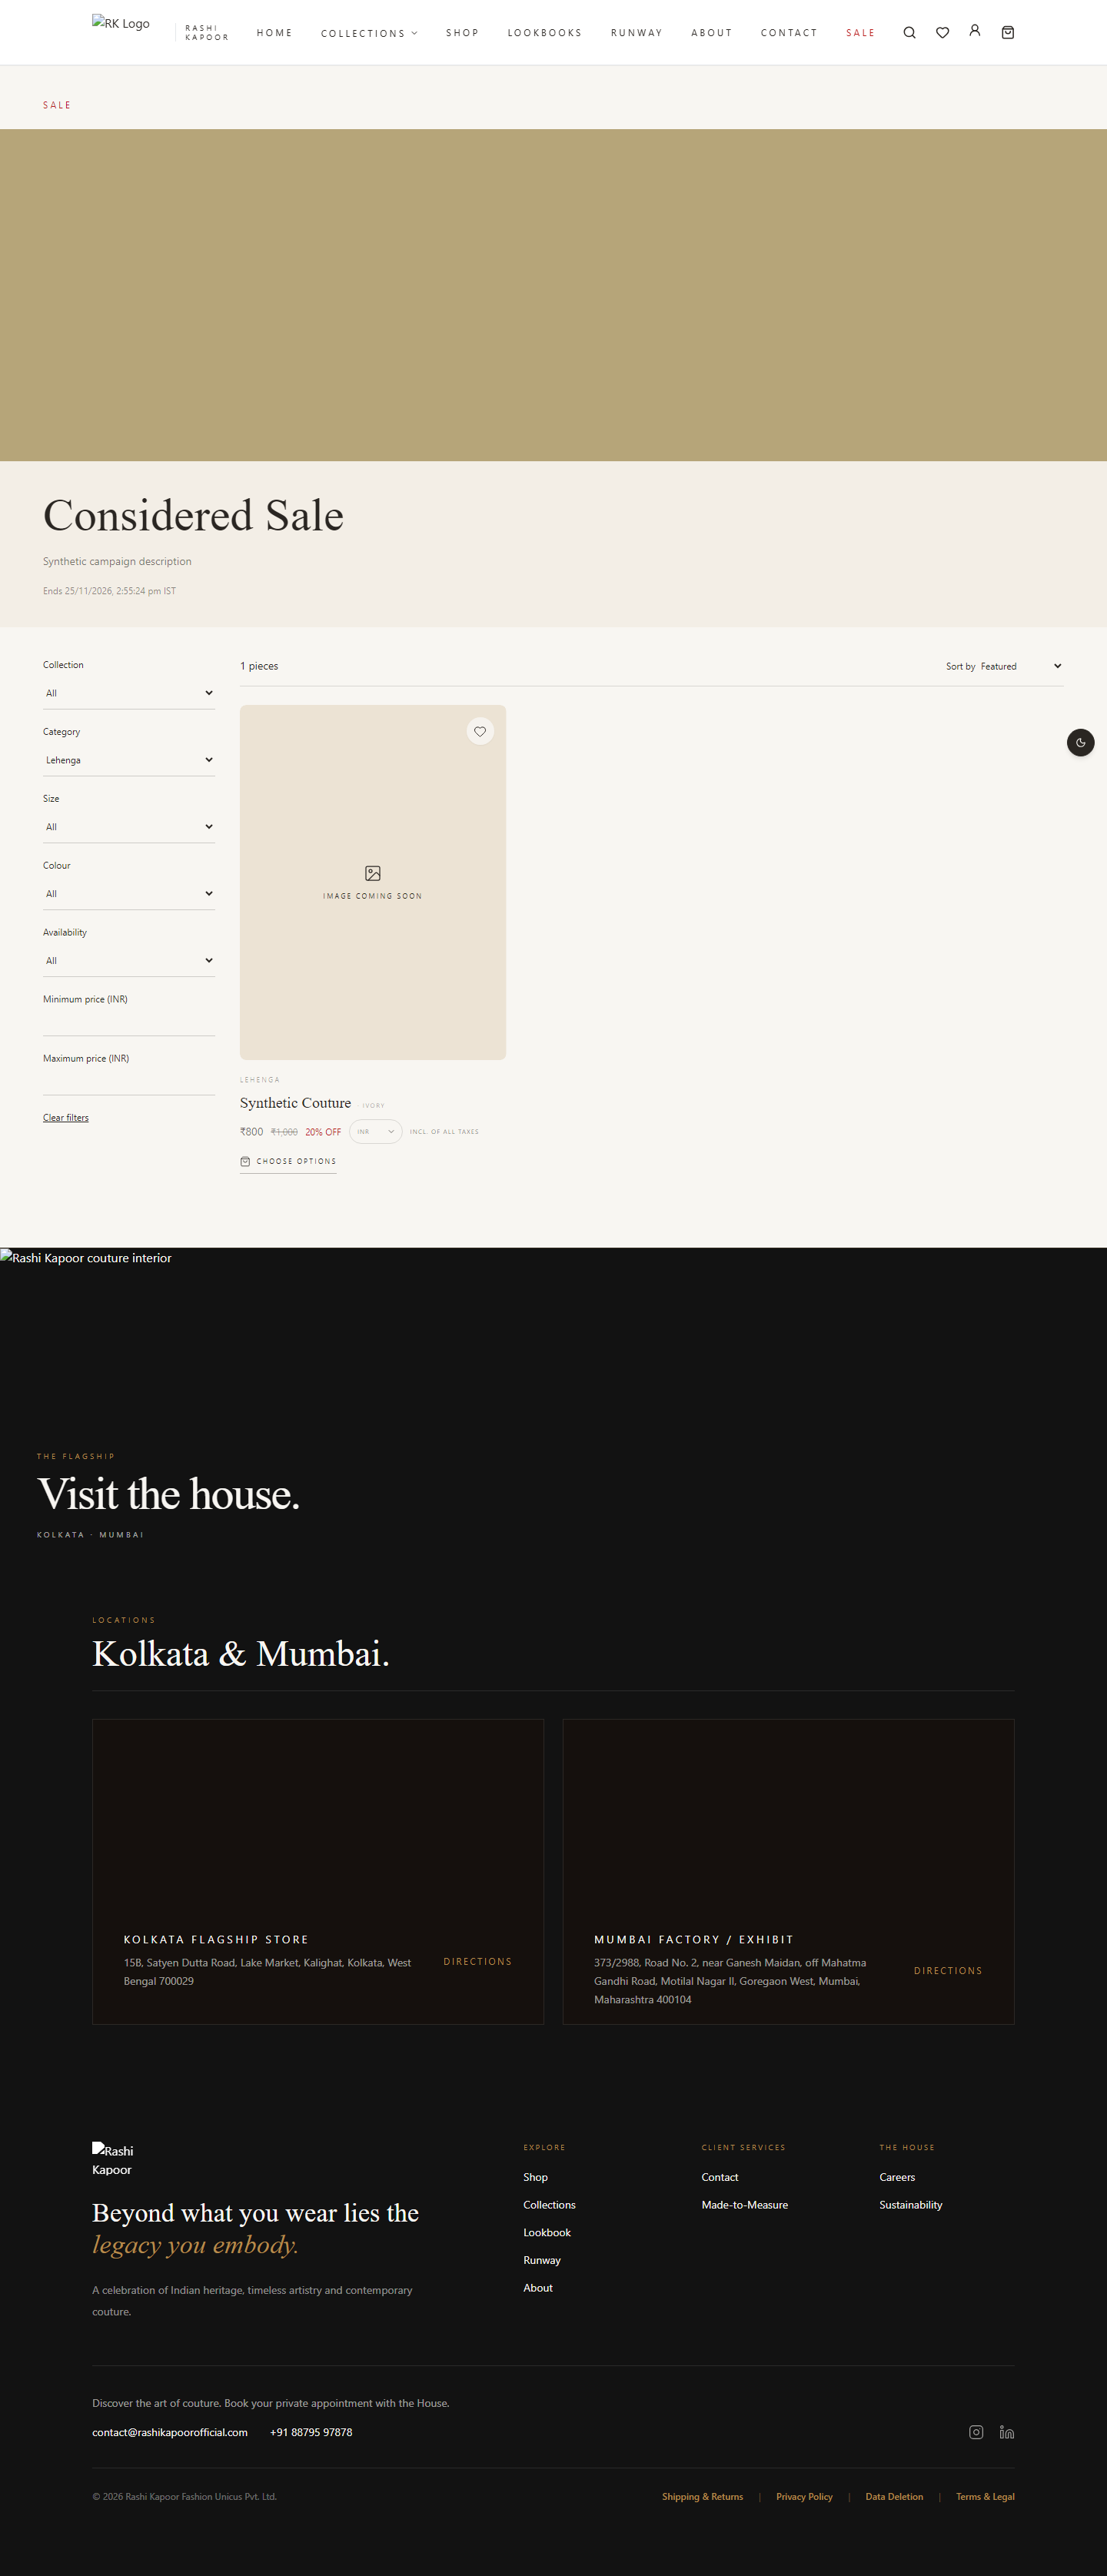 RK Logo
RASHI
KAPOOR
HOME
COLLECTIONS
SHOP
LOOKBOOKS
RUNWAY
ABOUT
CONTACT
SALE
SALE
Considered Sale
Synthetic campaign description
Ends 25/11/2026, 2:55:24 pm IST
Collection
All
Category
Lehenga
Size
All
Colour
All
Availability
All
Minimum price (INR)
Maximum price (INR)
Clear filters
1 pieces
Sort by Featured
IMAGE COMING SOON
LEHENGA
Synthetic Couture IVORY
₹800 ₹1,000 20% OFF INR INCL. OF ALL TAXES
CHOOSE OPTIONS
Rashi Kapoor couture interior
THE FLAGSHIP
Visit the house.
KOLKATA · MUMBAI
LOCATIONS
Kolkata & Mumbai.
KOLKATA FLAGSHIP STORE
15B, Satyen Dutta Road, Lake Market, Kalighat, Kolkata, West
Bengal 700029
DIRECTIONS
MUMBAI FACTORY / EXHIBIT
373/2988, Road No. 2, near Ganesh Maidan, off Mahatma
Gandhi Road, Motilal Nagar II, Goregaon West, Mumbai,
Maharashtra 400104
DIRECTIONS
Rashi
Kapoor
Beyond what you wear lies the
legacy you embody.
A celebration of Indian heritage, timeless artistry and contemporary
couture.
EXPLORE
Shop
Collections
Lookbook
Runway
About
CLIENT SERVICES
Contact
Made-to-Measure
THE HOUSE
Careers
Sustainability
Discover the art of couture. Book your private appointment with the House.
contact@rashikapoorofficial.com +91 88795 97878
© 2026 Rashi Kapoor Fashion Unicus Pvt. Ltd.
Shipping & Returns | Privacy Policy | Data Deletion | Terms & Legal